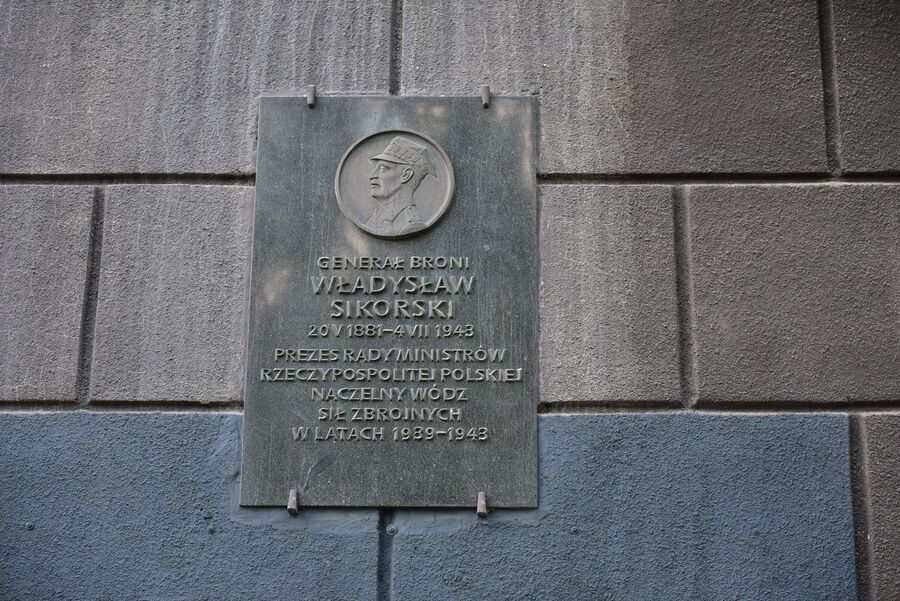 GENERAŁ BRONI
WŁADYSŁAW
SIKORSKI
20 V 1881–4 VII 1943
PREZES RADY MINISTRÓW
RZECZYPOSPOLITEJ POLSKIEJ
NACZELNY WÓDZ
SIŁ ZBROJNYCH
W LATACH 1939–1943